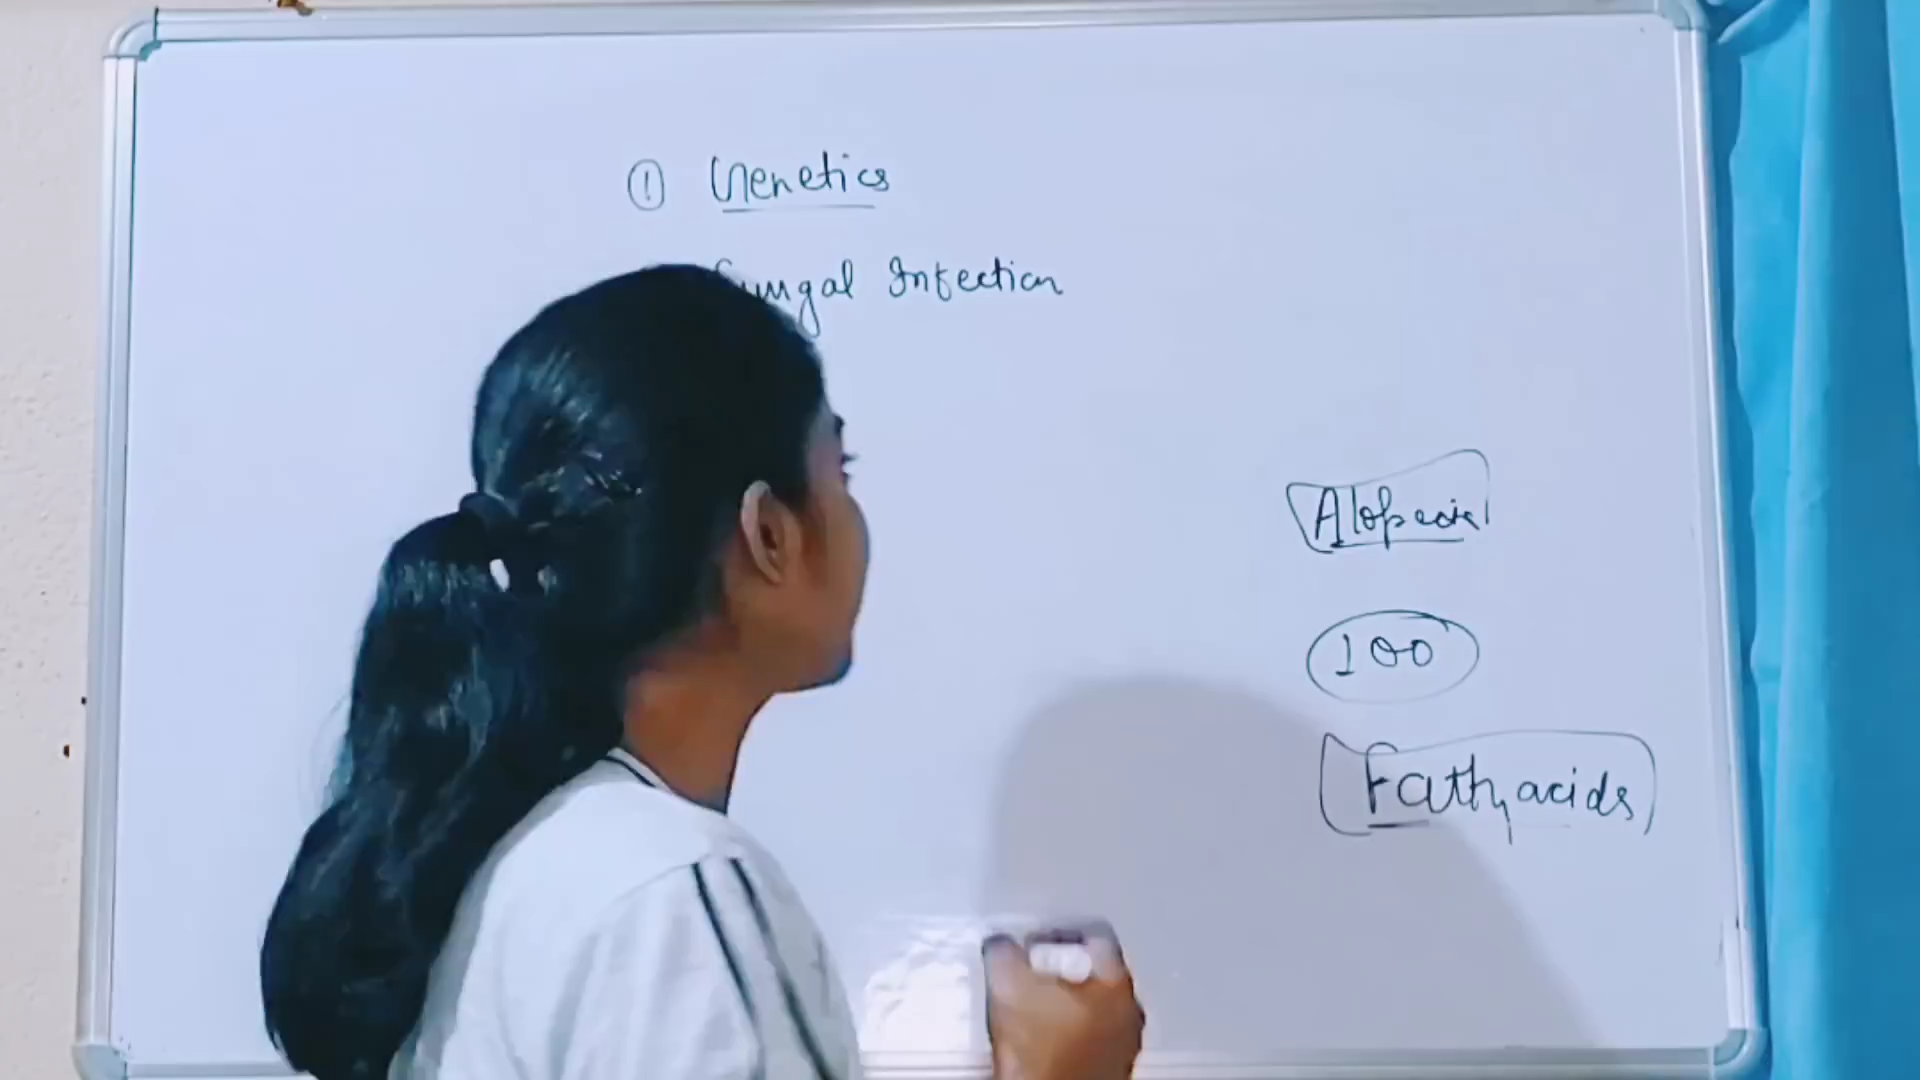 ① Genetics
Fungal Infection
Alopecia
100
Fatty acids